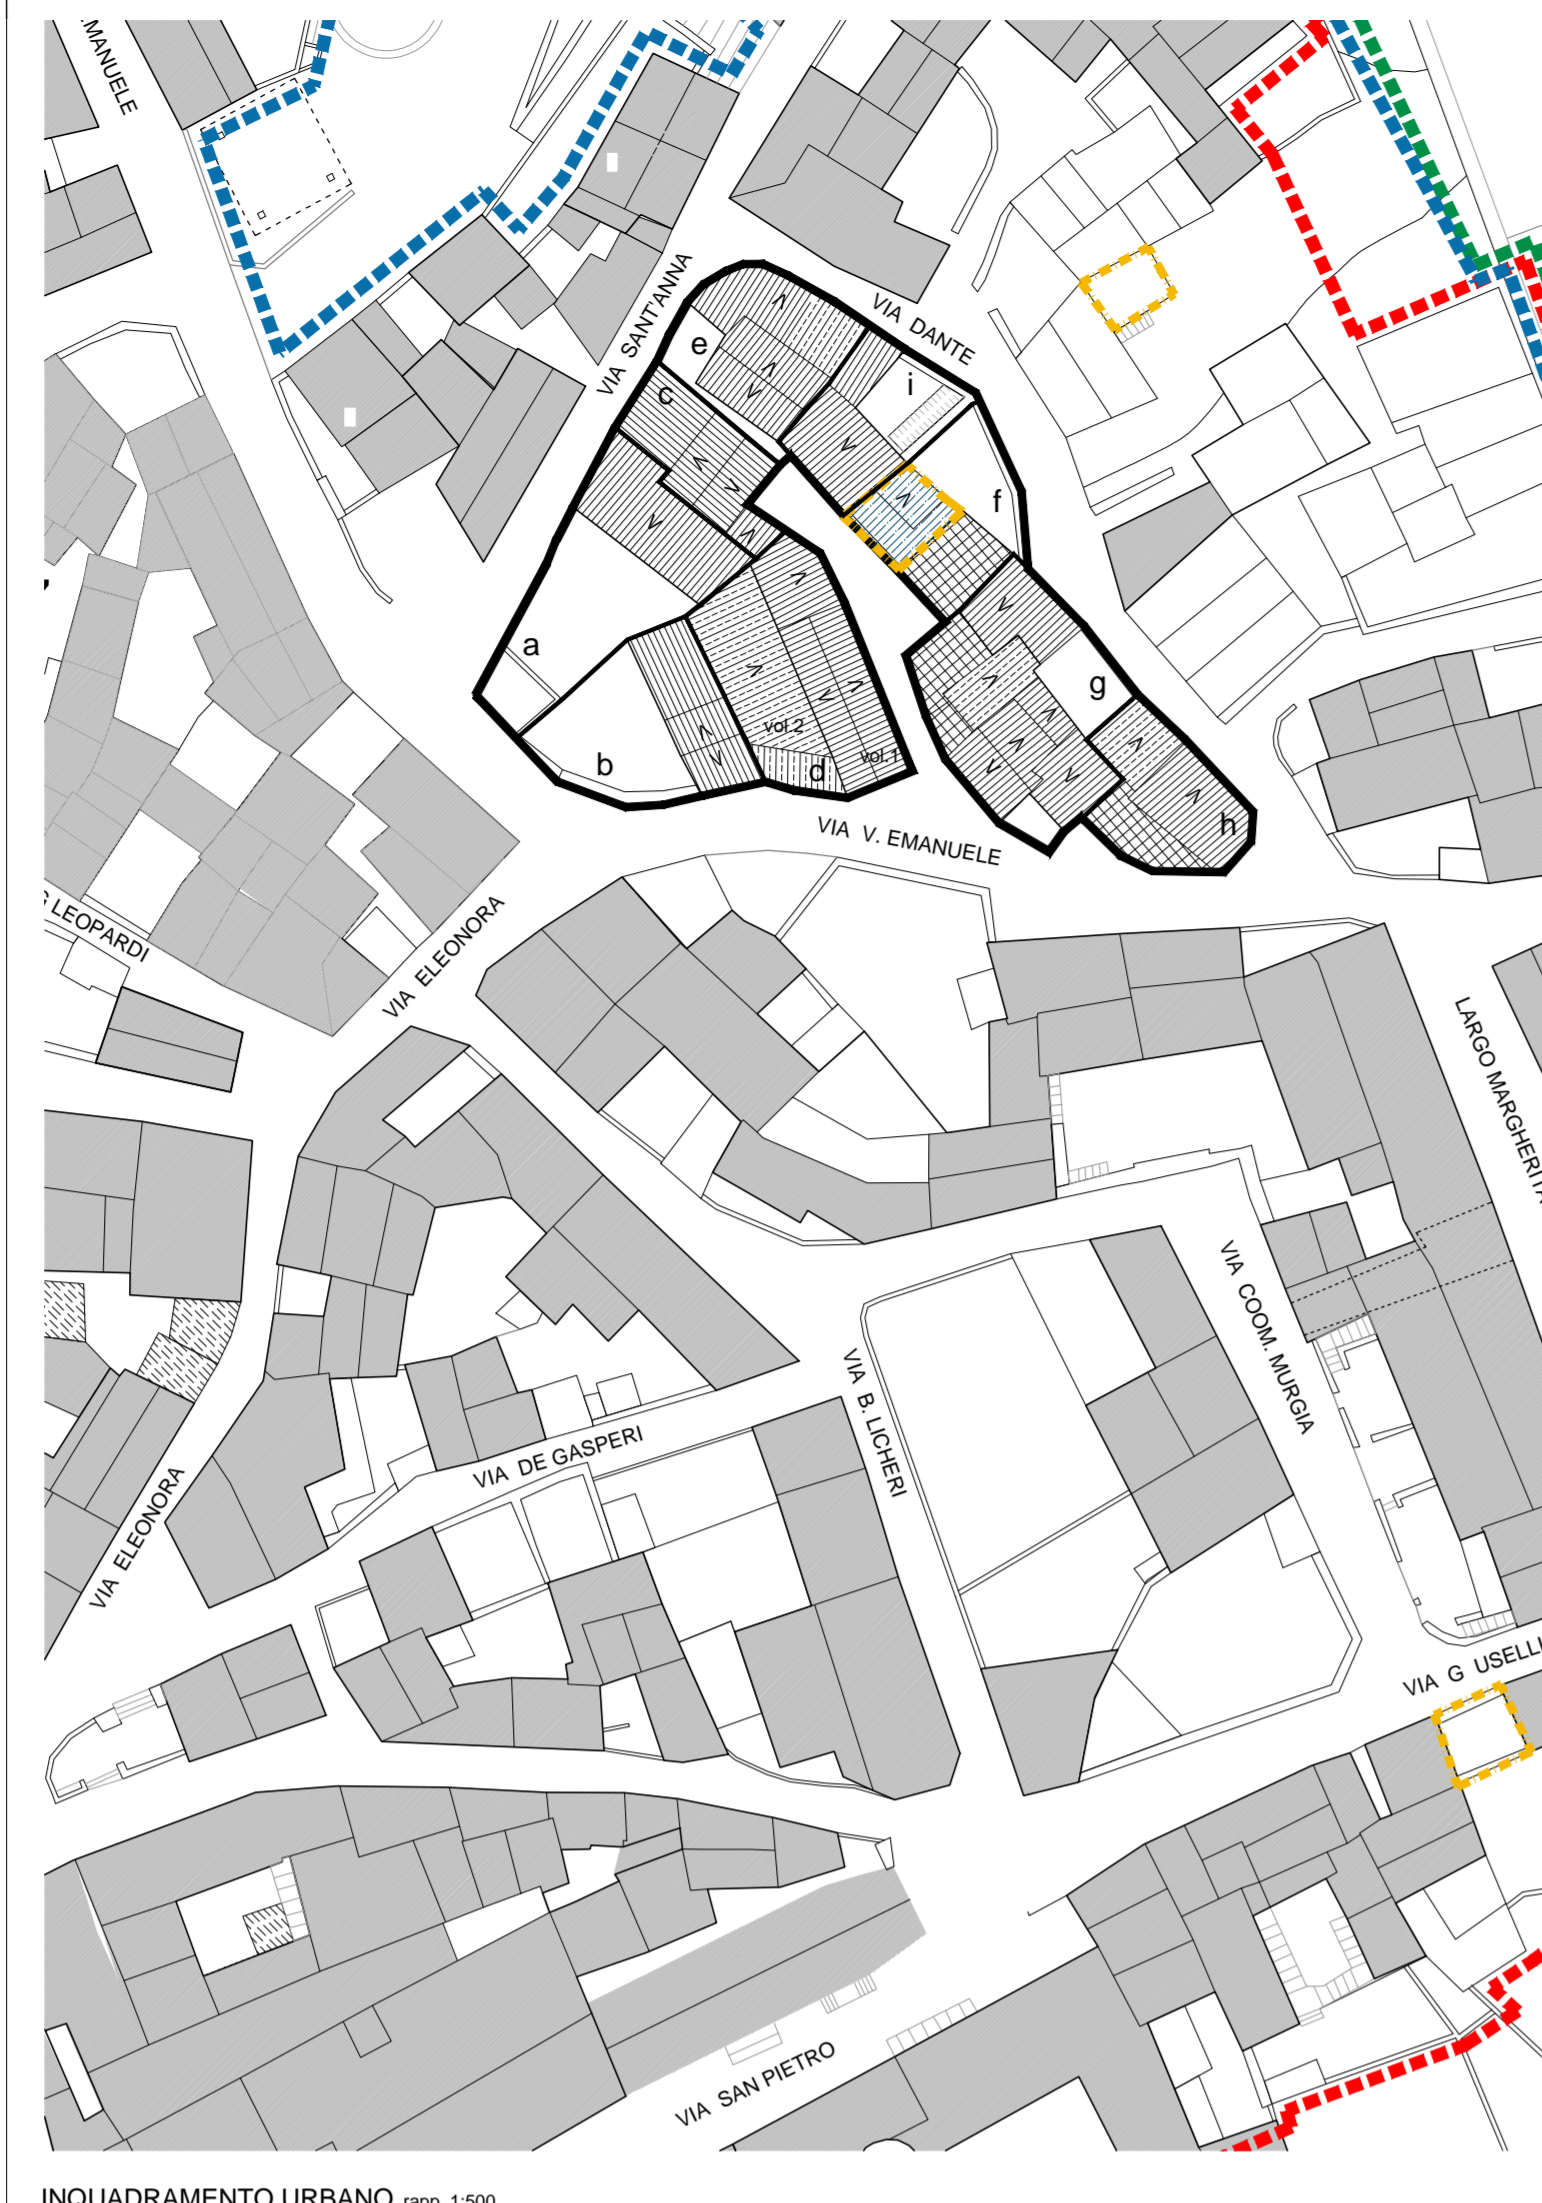 EMANUELE
VIA SANT'ANNA
VIA DANTE
e
i
c
f
a
g
vol.2
b
d
vol.1
h
VIA V. EMANUELE
LEOPARDI
VIA ELEONORA
LARGO MARGHERITA
VIA COOM. MURGIA
VIA B. LICHERI
VIA DE GASPERI
VIA ELEONORA
VIA G USELLI
VIA SAN PIETRO
INQUADRAMENTO URBANO rapp. 1:500